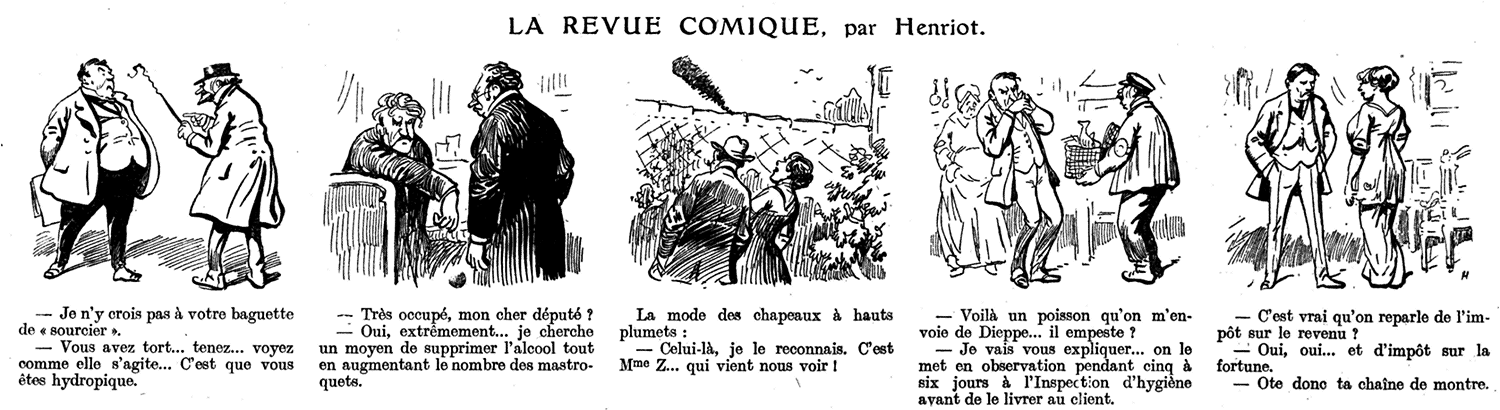 LA REVUE COMIQUE, par Henriot.
— Je n'y crois pas à votre baguette
de « sourcier ».
— Vous avez tort... tenez... voyez
comme elle s'agite... C'est que vous
êtes hydropique.
— Très occupé, mon cher député ?
— Oui, extrêmement... je cherche
un moyen de supprimer l'alcool tout
en augmentant le nombre des mastro-
quets.
La mode des chapeaux à hauts
plumets :
— Celui-là, je le reconnais. C'est
Mme Z... qui vient nous voir !
— Voilà un poisson qu'on m'en-
voie de Dieppe... il empeste ?
— Je vais vous expliquer... on le
met en observation pendant cinq à
six jours à l'Inspection d'hygiène
avant de le livrer au client.
H
— C'est vrai qu'on reparle de l'im-
pôt sur le revenu ?
— Oui, oui... et d'impôt sur la
fortune.
— Ote donc ta chaîne de montre.